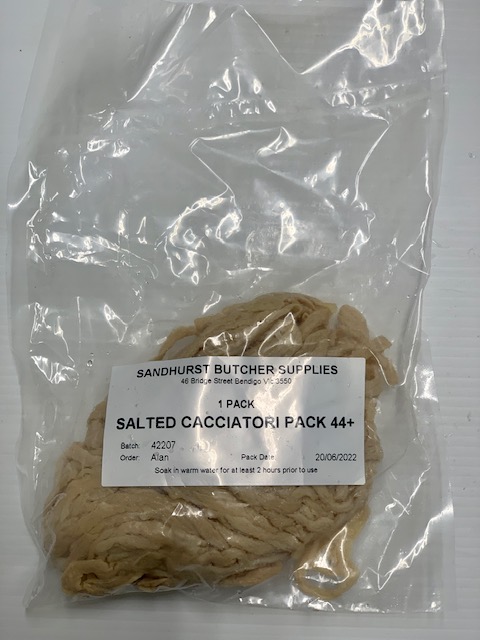 SANDHURST BUTCHER SUPPLIES
46 Bridge Street Bendigo Vic 3550
1 PACK
SALTED CACCIATORI PACK 44+
Batch: 42207
Order: Alan Pack Date: 20/06/2022
Soak in warm water for at least 2 hours prior to use